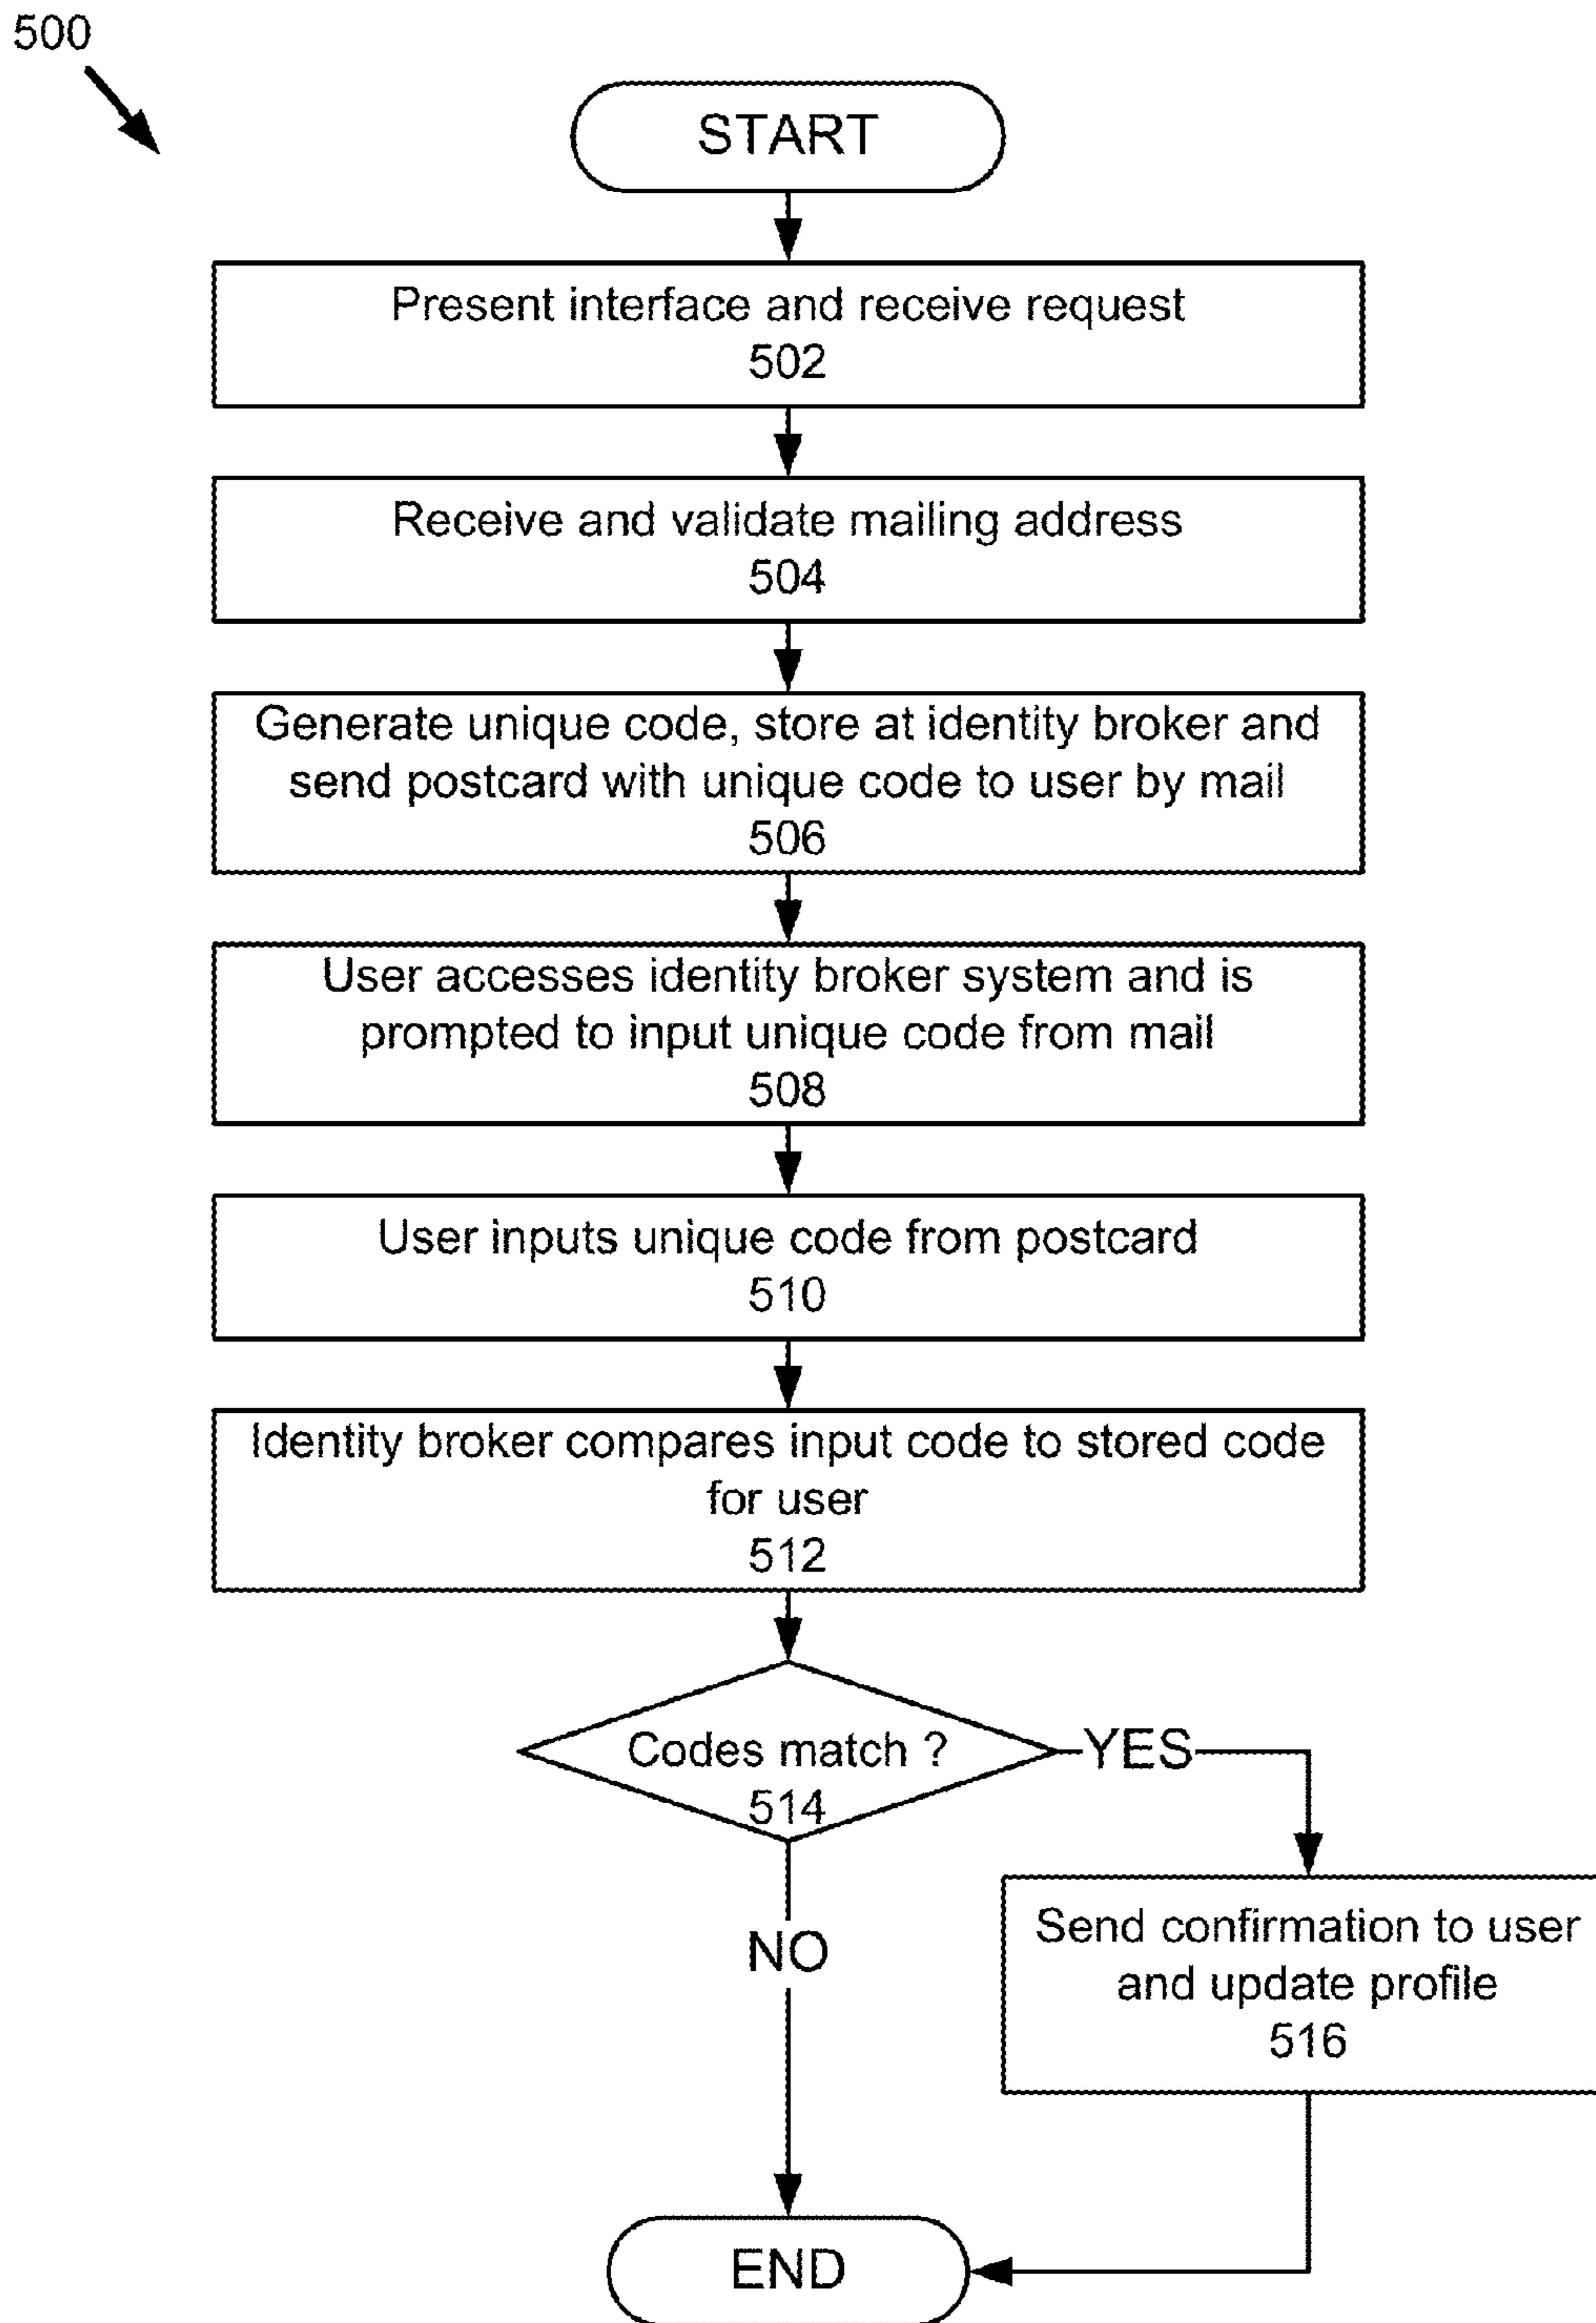 500
START
Present interface and receive request
502
Receive and validate mailing address
504
Generate unique code, store at identity broker and
send postcard with unique code to user by mail
506
User accesses identity broker system and is
prompted to input unique code from mail
508
User inputs unique code from postcard
510
Identity broker compares input code to stored code
for user
512
Codes match ?
514
YES
NO
Send confirmation to user
and update profile
516
END